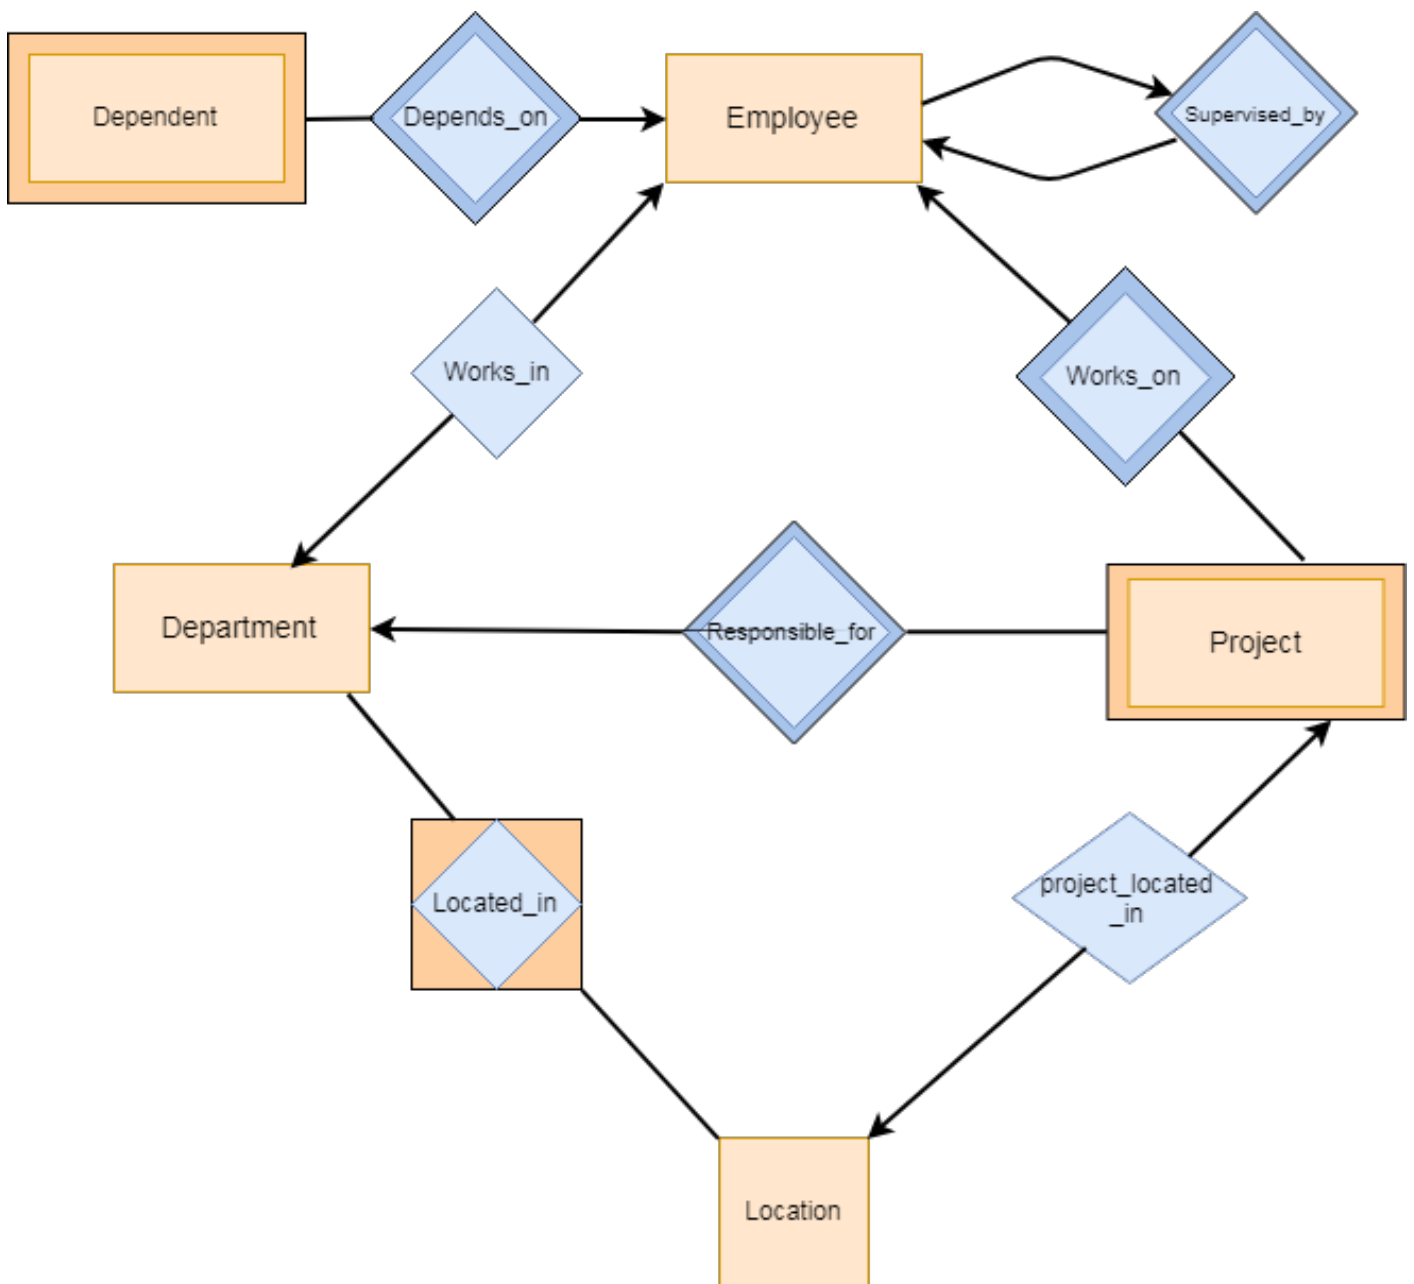 Dependent
Depends_on
Employee
Supervised_by
Works_in
Works_on
Department
Responsible_for
Project
Located_in
project_located
_in
Location